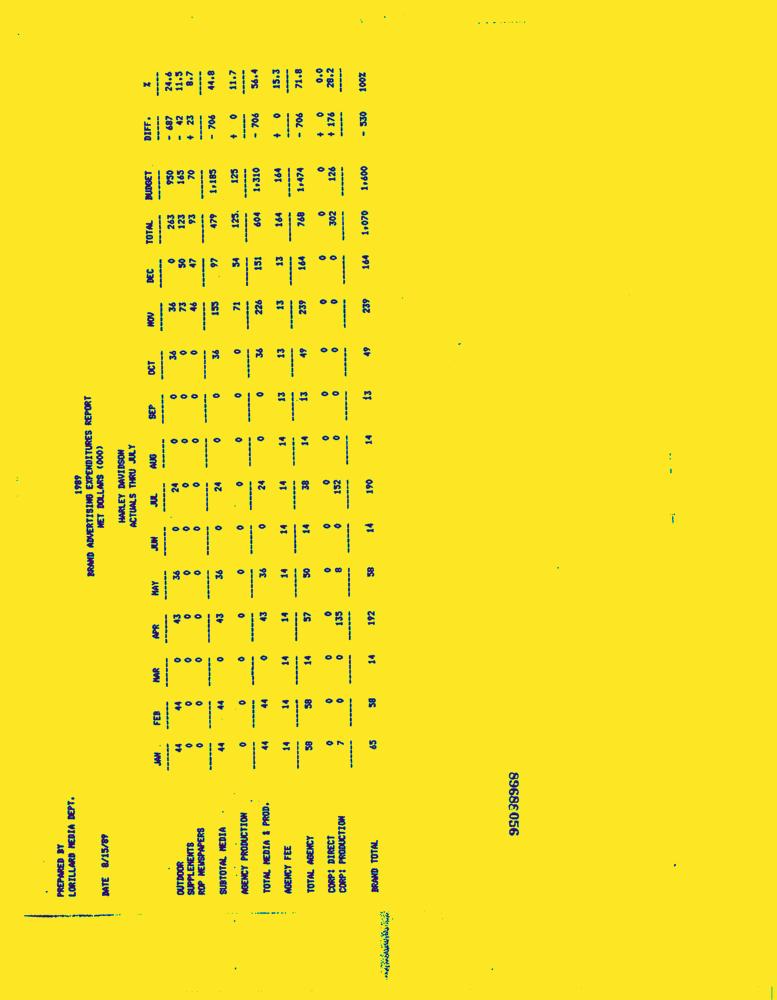 PREPARED BY
LORILLARD MEDIA DEPT.
DATE 8/15/89
1989
BRAND ADVERTISING EXPENDITURES REPORT
NET DOLLARS (000)
HARLEY DAVIDSON
ACTUALS THRU JULY
JAN FEB MAR APR MAY JUN JUL AUG SEP OCT NOV DEC TOTAL BUDGET DIFF. %
OUTDOOR 44 44 0 43 36 0 24 0 0 36 36 0 263 950 - 687 24.6
SUPPLEMENTS 0 0 0 0 0 0 0 0 0 0 73 50 123 165 - 42 11.5
ROP NEWSPAPERS 0 0 0 0 0 0 0 0 0 0 46 47 93 70 + 23 8.7
SUBTOTAL MEDIA 44 44 0 43 36 0 24 0 0 36 155 97 479 1,185 - 706 44.8
AGENCY PRODUCTION 0 0 0 0 0 0 0 0 0 0 71 54 125. 125 + 0 11.7
TOTAL MEDIA & PROD. 44 44 0 43 36 0 24 0 0 36 226 151 604 1,310 - 706 56.4
AGENCY FEE 14 14 14 14 14 14 14 14 13 13 13 13 164 164 + 0 15.3
TOTAL AGENCY 58 58 14 57 50 14 38 14 13 49 239 164 768 1,474 - 706 71.8
CORP: DIRECT 0 0 0 0 0 0 0 0 0 0 0 0 0 0 + 0 0.0
CORP: PRODUCTION 7 0 0 135 8 0 152 0 0 0 0 0 302 126 + 176 28.2
BRAND TOTAL 65 58 14 192 58 14 190 14 13 49 239 164 1,070 1,600 - 530 100%
89686056